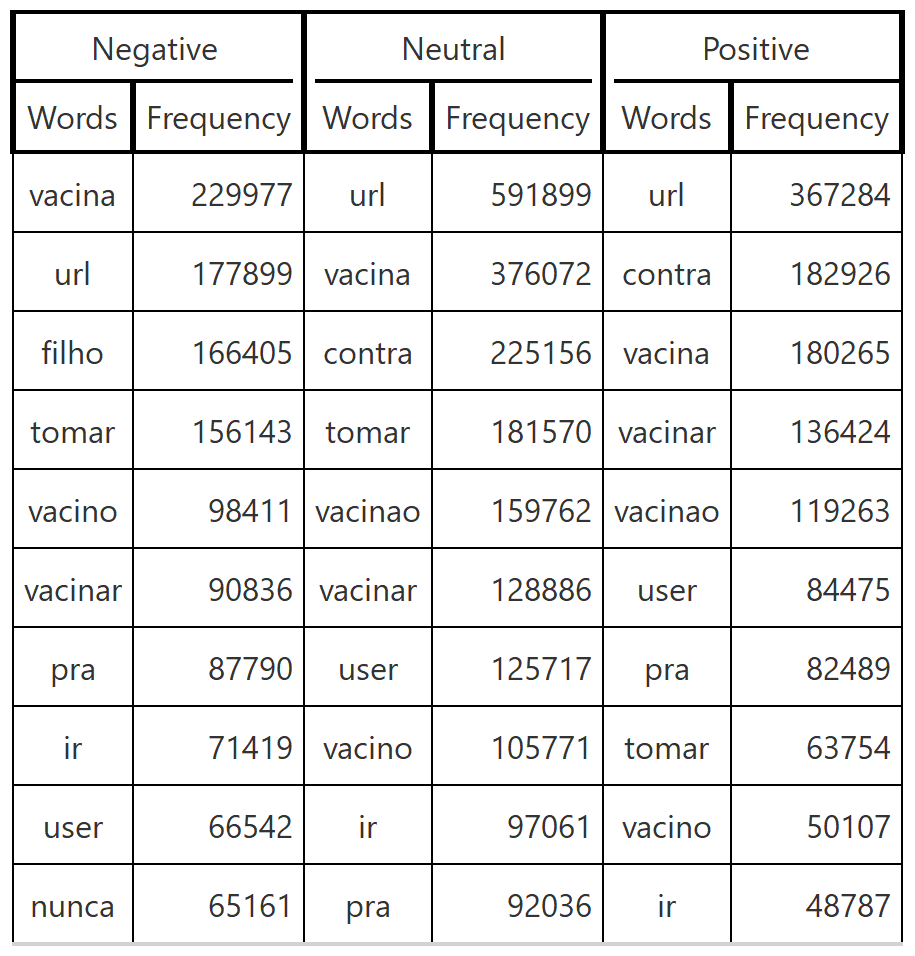 Negative Neutral Positive
Words Frequency Words Frequency Words Frequency
vacina 229977 url 591899 url 367284
url 177899 vacina 376072 contra 182926
filho 166405 contra 225156 vacina 180265
tomar 156143 tomar 181570 vacinar 136424
vacino 98411 vacinao 159762 vacinao 119263
vacinar 90836 vacinar 128886 user 84475
pra 87790 user 125717 pra 82489
ir 71419 vacino 105771 tomar 63754
user 66542 ir 97061 vacino 50107
nunca 65161 pra 92036 ir 48787